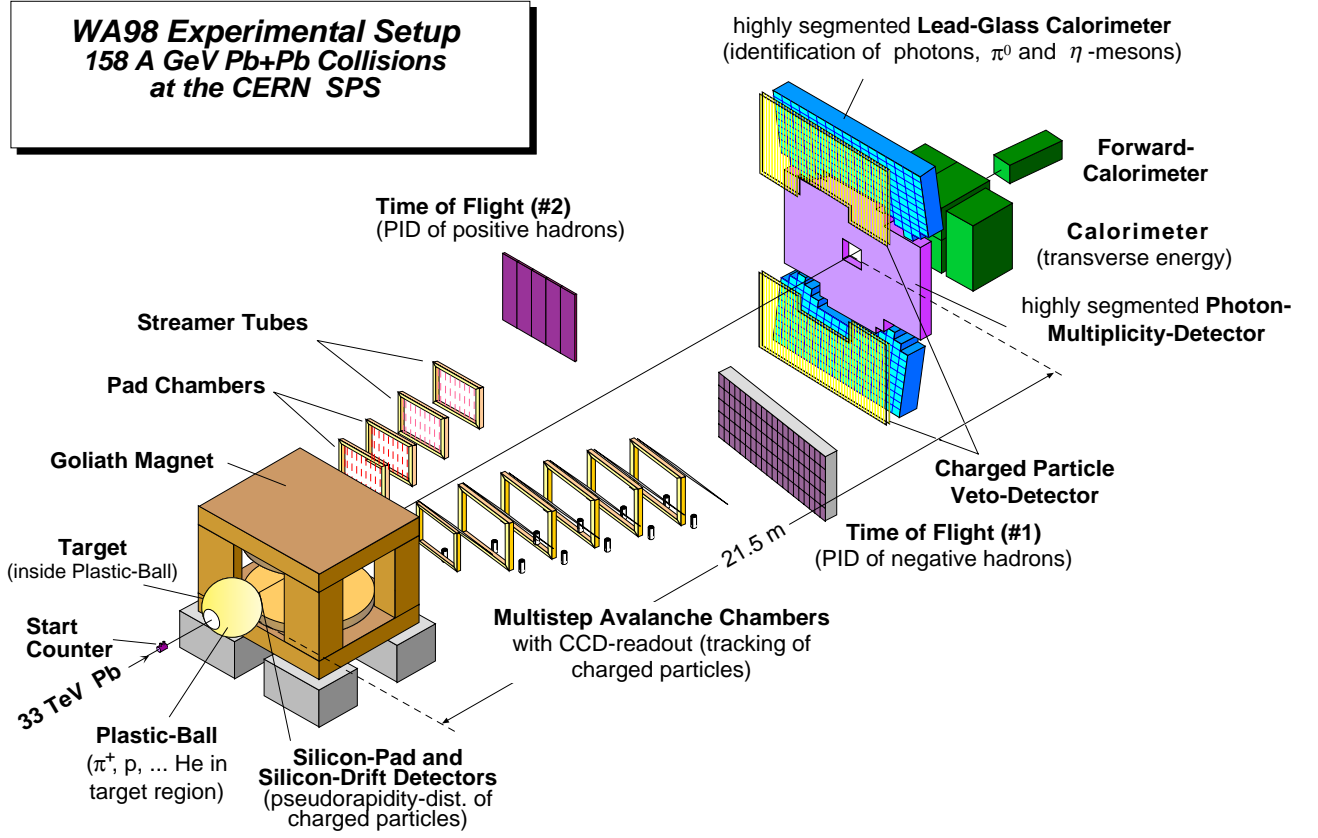 WA98 Experimental Setup
158 A GeV Pb+Pb Collisions
at the CERN SPS
highly segmented Lead-Glass Calorimeter
(identification of photons, π⁰ and η -mesons)
Forward-
Calorimeter
Time of Flight (#2)
(PID of positive hadrons)
Calorimeter
(transverse energy)
highly segmented Photon-
Multiplicity-Detector
Streamer Tubes
Pad Chambers
Goliath Magnet
Charged Particle
Veto-Detector
Time of Flight (#1)
(PID of negative hadrons)
21.5 m
Target
(inside Plastic-Ball)
Multistep Avalanche Chambers
with CCD-readout (tracking of
charged particles)
Start
Counter
33 TeV Pb
Plastic-Ball
(π⁺, p, ... He in
target region)
Silicon-Pad and
Silicon-Drift Detectors
(pseudorapidity-dist. of
charged particles)